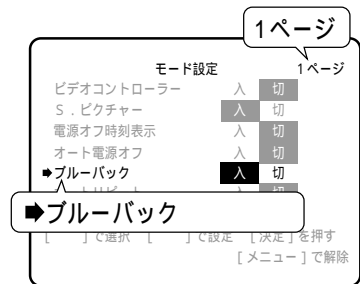 1ページ
モード設定 1ページ
ビデオコントローラー 入 切
S．ピクチャー 入 切
電源オフ時刻表示 入 切
オート電源オフ 入 切
➡ブルーバック 入 切
➡ブルーバック
[ ]で選択 [ ]で設定 [決定]を押す
[メニュー]で解除